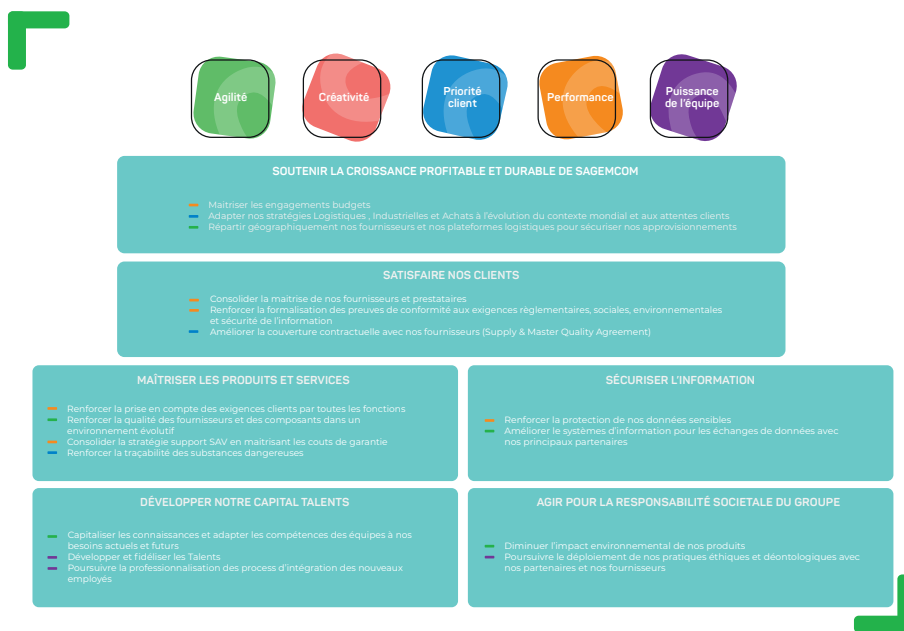 Agilité
Créativité
Priorité
client
Performance
Puissance
de l'équipe
SOUTENIR LA CROISSANCE PROFITABLE ET DURABLE DE SAGEMCOM
Maitriser les engagements budgets
Adapter nos stratégies Logistiques , Industrielles et Achats à l'évolution du contexte mondial et aux attentes clients
Répartir géographiquement nos fournisseurs et nos plateformes logistiques pour sécuriser nos approvisionnements
SATISFAIRE NOS CLIENTS
Consolider la maitrise de nos fournisseurs et prestataires
Renforcer la formalisation des preuves de conformité aux exigences règlementaires, sociales, environnementales
et sécurité de l'information
Améliorer la couverture contractuelle avec nos fournisseurs (Supply & Master Quality Agreement)
MAÎTRISER LES PRODUITS ET SERVICES
Renforcer la prise en compte des exigences clients par toutes les fonctions
Renforcer la qualité des fournisseurs et des composants dans un
environnement évolutif
Consolider la stratégie support SAV en maitrisant les couts de garantie
Renforcer la traçabilité des substances dangereuses
SÉCURISER L'INFORMATION
Renforcer la protection de nos données sensibles
Améliorer le systèmes d'information pour les échanges de données avec
nos principaux partenaires
DÉVELOPPER NOTRE CAPITAL TALENTS
Capitaliser les connaissances et adapter les compétences des équipes à nos
besoins actuels et futurs
Développer et fidéliser les Talents
Poursuivre la professionnalisation des process d'intégration des nouveaux
employés
AGIR POUR LA RESPONSABILITÉ SOCIETALE DU GROUPE
Diminuer l'impact environnemental de nos produits
Poursuivre le déploiement de nos pratiques éthiques et déontologiques avec
nos partenaires et nos fournisseurs